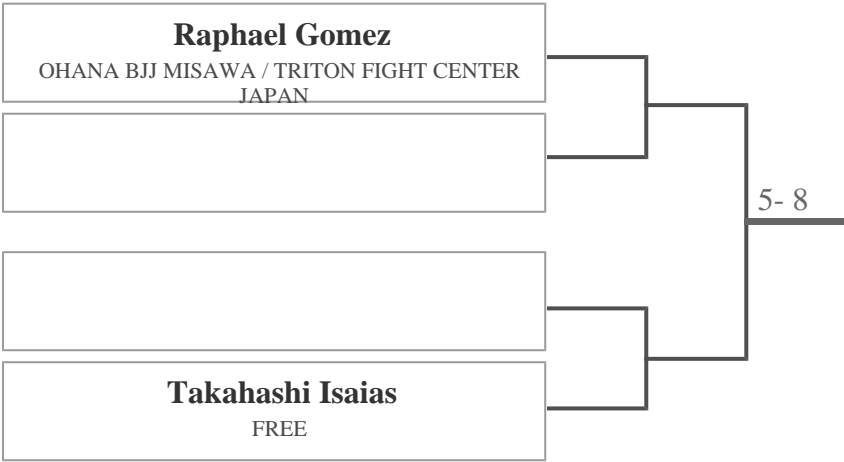 Raphael Gomez
OHANA BJJ MISAWA / TRITON FIGHT CENTER
JAPAN
5- 8
Takahashi Isaias
FREE